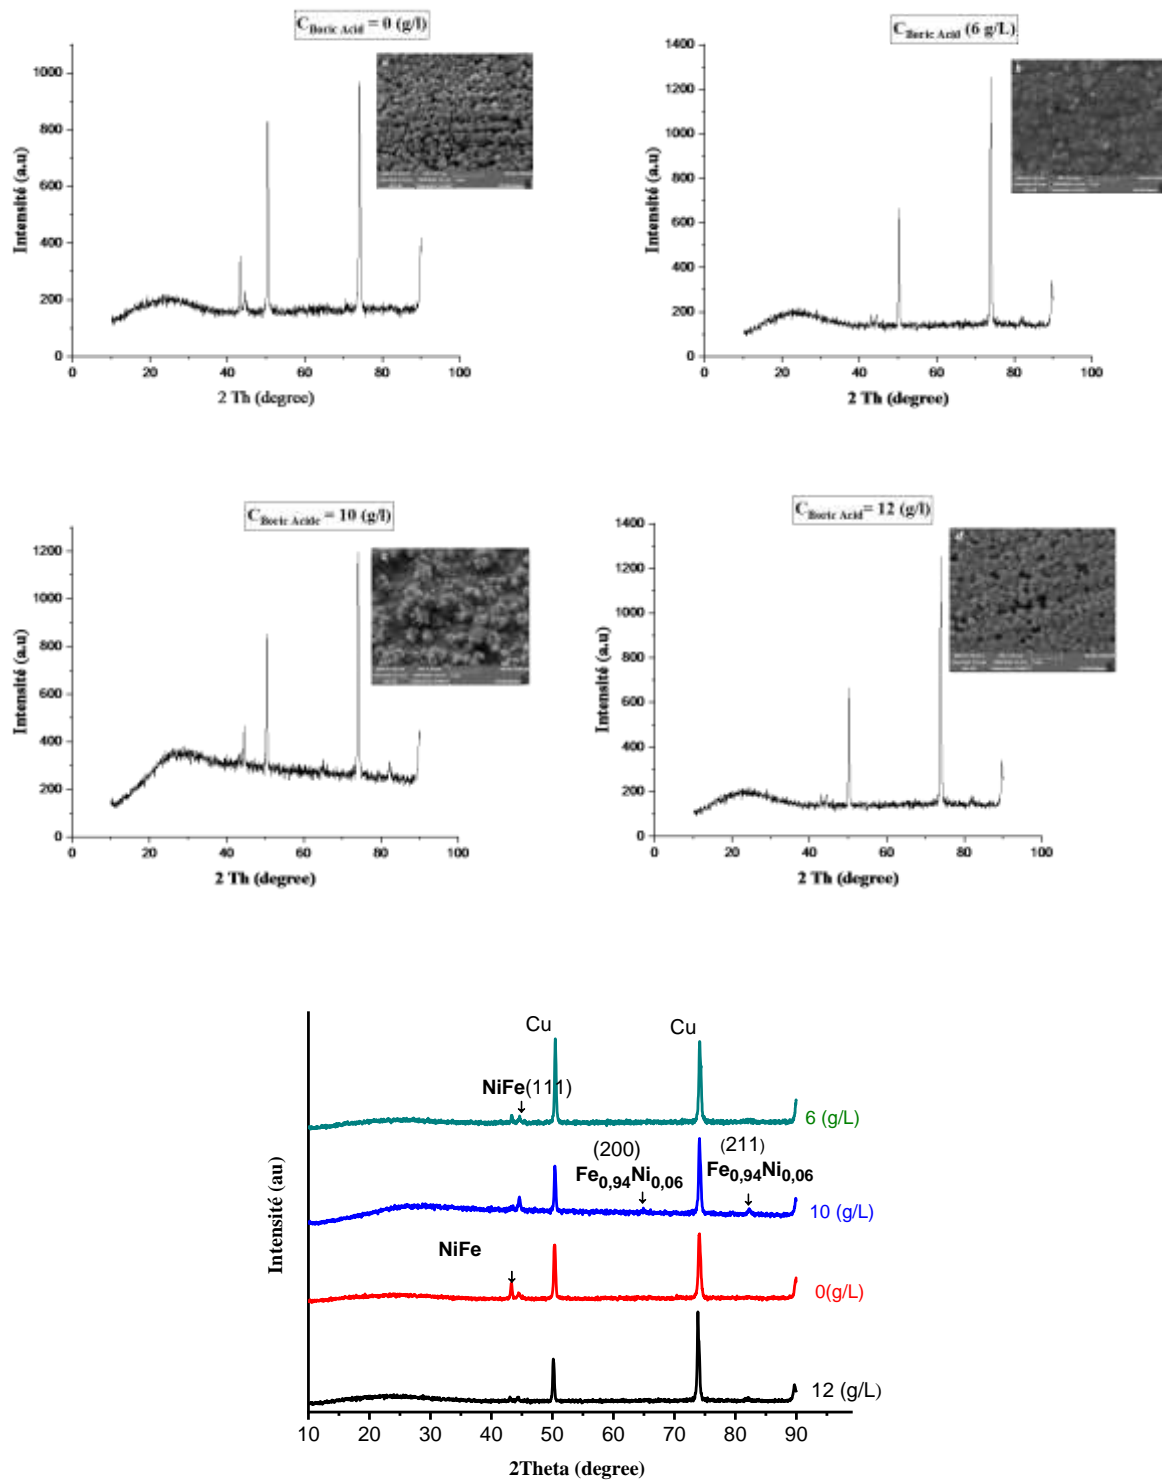 C Boric Acid = 0 (g/l)
1000
800
600
400
200
0
Intensité (a.u)
0 20 40 60 80 100
2 Th (degree)
C Boric Acid (6 g/L)
1400
1200
1000
800
600
400
200
0
Intensité (a.u)
b
0 20 40 60 80 100
2 Th (degree)
C Boric Acide = 10 (g/l)
1200
1000
800
600
400
200
0
Intensité (a.u)
c
0 20 40 60 80 100
2 Th (degree)
C Boric Acid = 12 (g/l)
1400
1200
1000
800
600
400
200
0
Intensité (a.u)
d
0 20 40 60 80 100
2 Th (degree)
Cu Cu
NiFe(111)
6 (g/L)
(200) (211)
Fe0,94Ni0,06 Fe0,94Ni0,06
10 (g/L)
NiFe
0(g/L)
12 (g/L)
Intensité (au)
10 20 30 40 50 60 70 80 90
2Theta (degree)